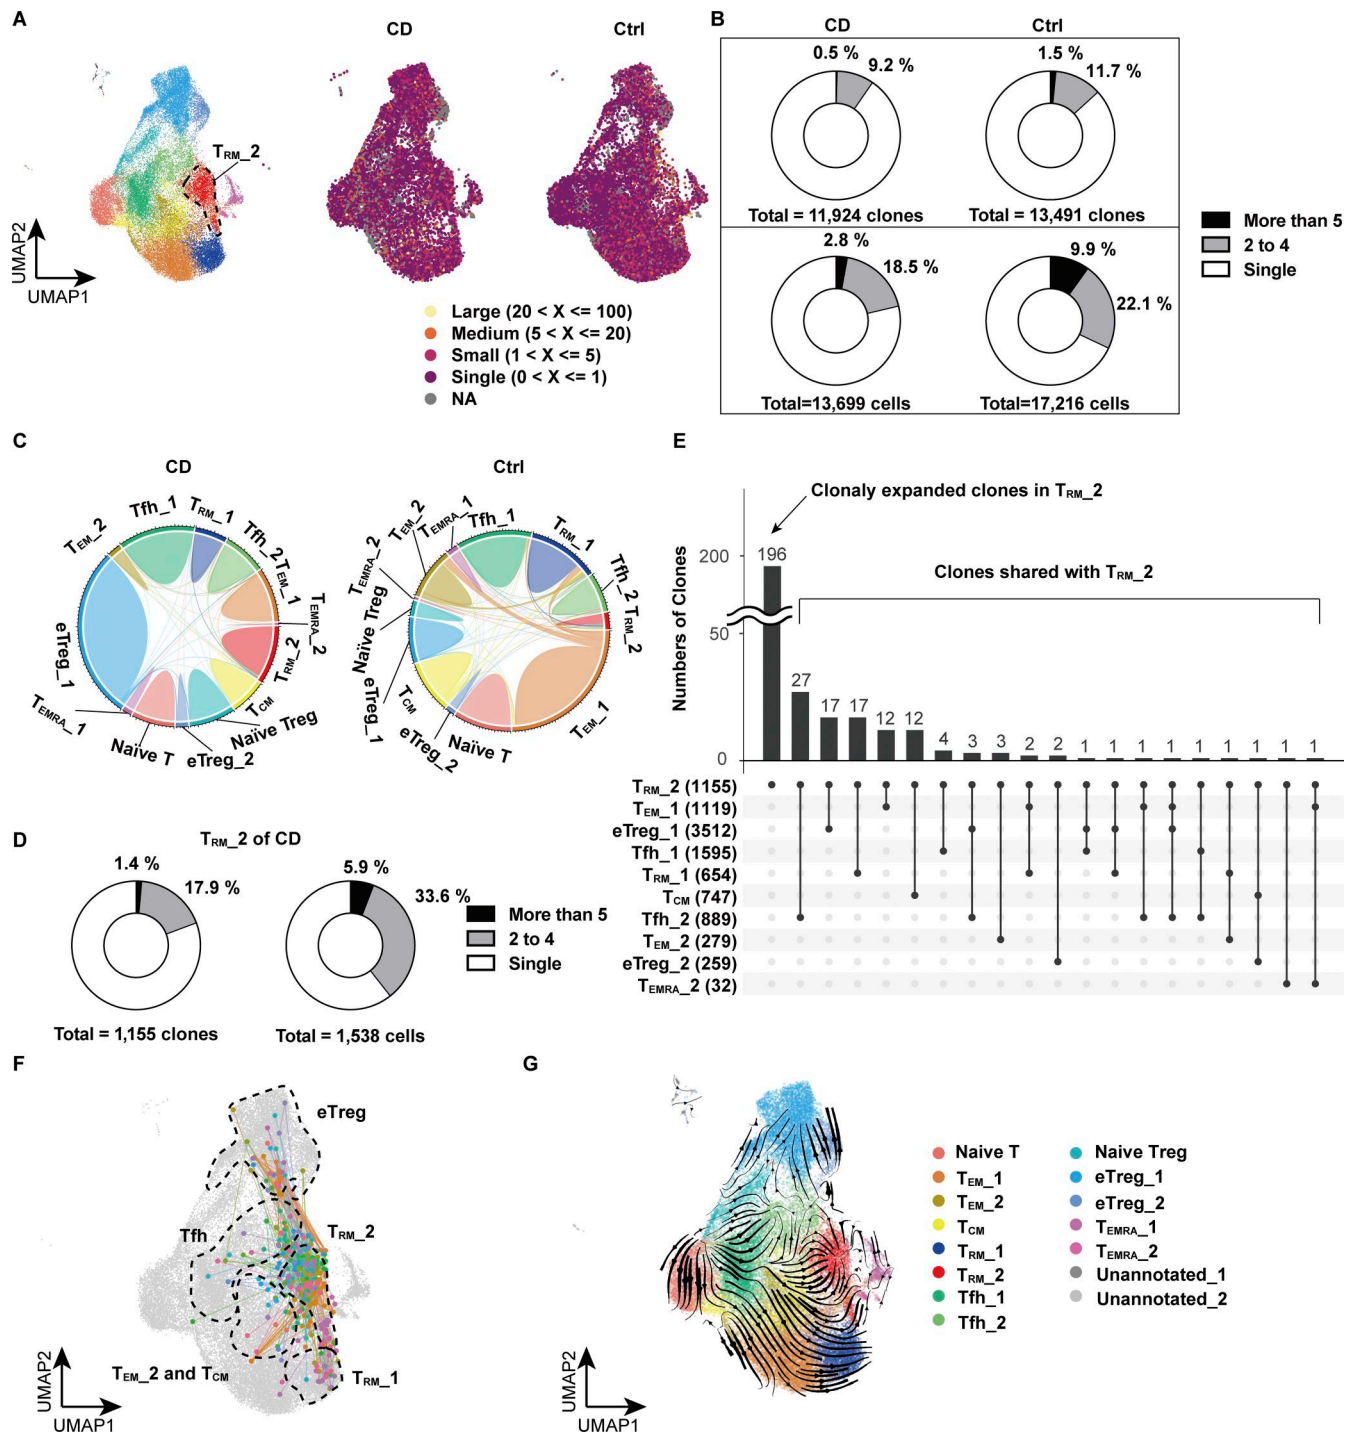 A
CD
Ctrl
TRM_2
UMAP2
UMAP1
Large (20 < X <= 100)
Medium (5 < X <= 20)
Small (1 < X <= 5)
Single (0 < X <= 1)
NA
B
CD
Ctrl
0.5 %
9.2 %
1.5 %
11.7 %
Total = 11,924 clones
Total = 13,491 clones
2.8 %
18.5 %
9.9 %
22.1 %
Total=13,699 cells
Total=17,216 cells
More than 5
2 to 4
Single
C
CD
Tfh_1
TRM_1
Tfh_2
TEM_1
TEMRA_2
TRM_2
TCM
Naïve Treg
eTreg_2
Naïve T
TEMRA_1
eTreg_1
TEM_2
Ctrl
Tfh_1
TRM_1
Tfh_2
TRM_2
TEM_1
Naïve T
eTreg_2
TCM
eTreg_1
Naïve Treg
TEMRA_2
TEM_2
TEMRA_1
D
TRM_2 of CD
1.4 %
17.9 %
5.9 %
33.6 %
Total = 1,155 clones
Total = 1,538 cells
More than 5
2 to 4
Single
E
Clonaly expanded clones in TRM_2
Clones shared with TRM_2
Numbers of Clones
200
50
0
196 27 17 17 12 12 4 3 3 2 2 1 1 1 1 1 1 1 1 1
TRM_2 (1155)
TEM_1 (1119)
eTreg_1 (3512)
Tfh_1 (1595)
TRM_1 (654)
TCM (747)
Tfh_2 (889)
TEM_2 (279)
eTreg_2 (259)
TEMRA_2 (32)
F
eTreg
Tfh
TRM_2
TEM_2 and TCM
TRM_1
UMAP2
UMAP1
G
UMAP2
UMAP1
Naive T
TEM_1
TEM_2
TCM
TRM_1
TRM_2
Tfh_1
Tfh_2
Naive Treg
eTreg_1
eTreg_2
TEMRA_1
TEMRA_2
Unannotated_1
Unannotated_2